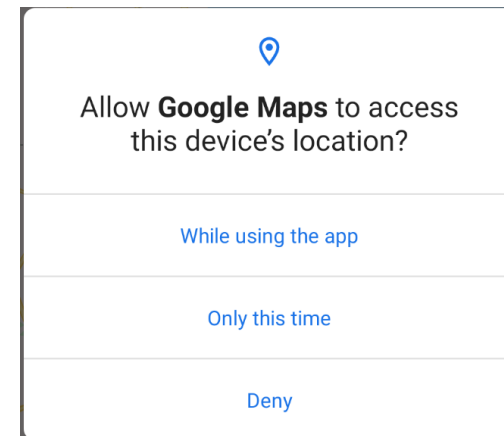 Allow Google Maps to access
this device’s location?
While using the app
Only this time
Deny